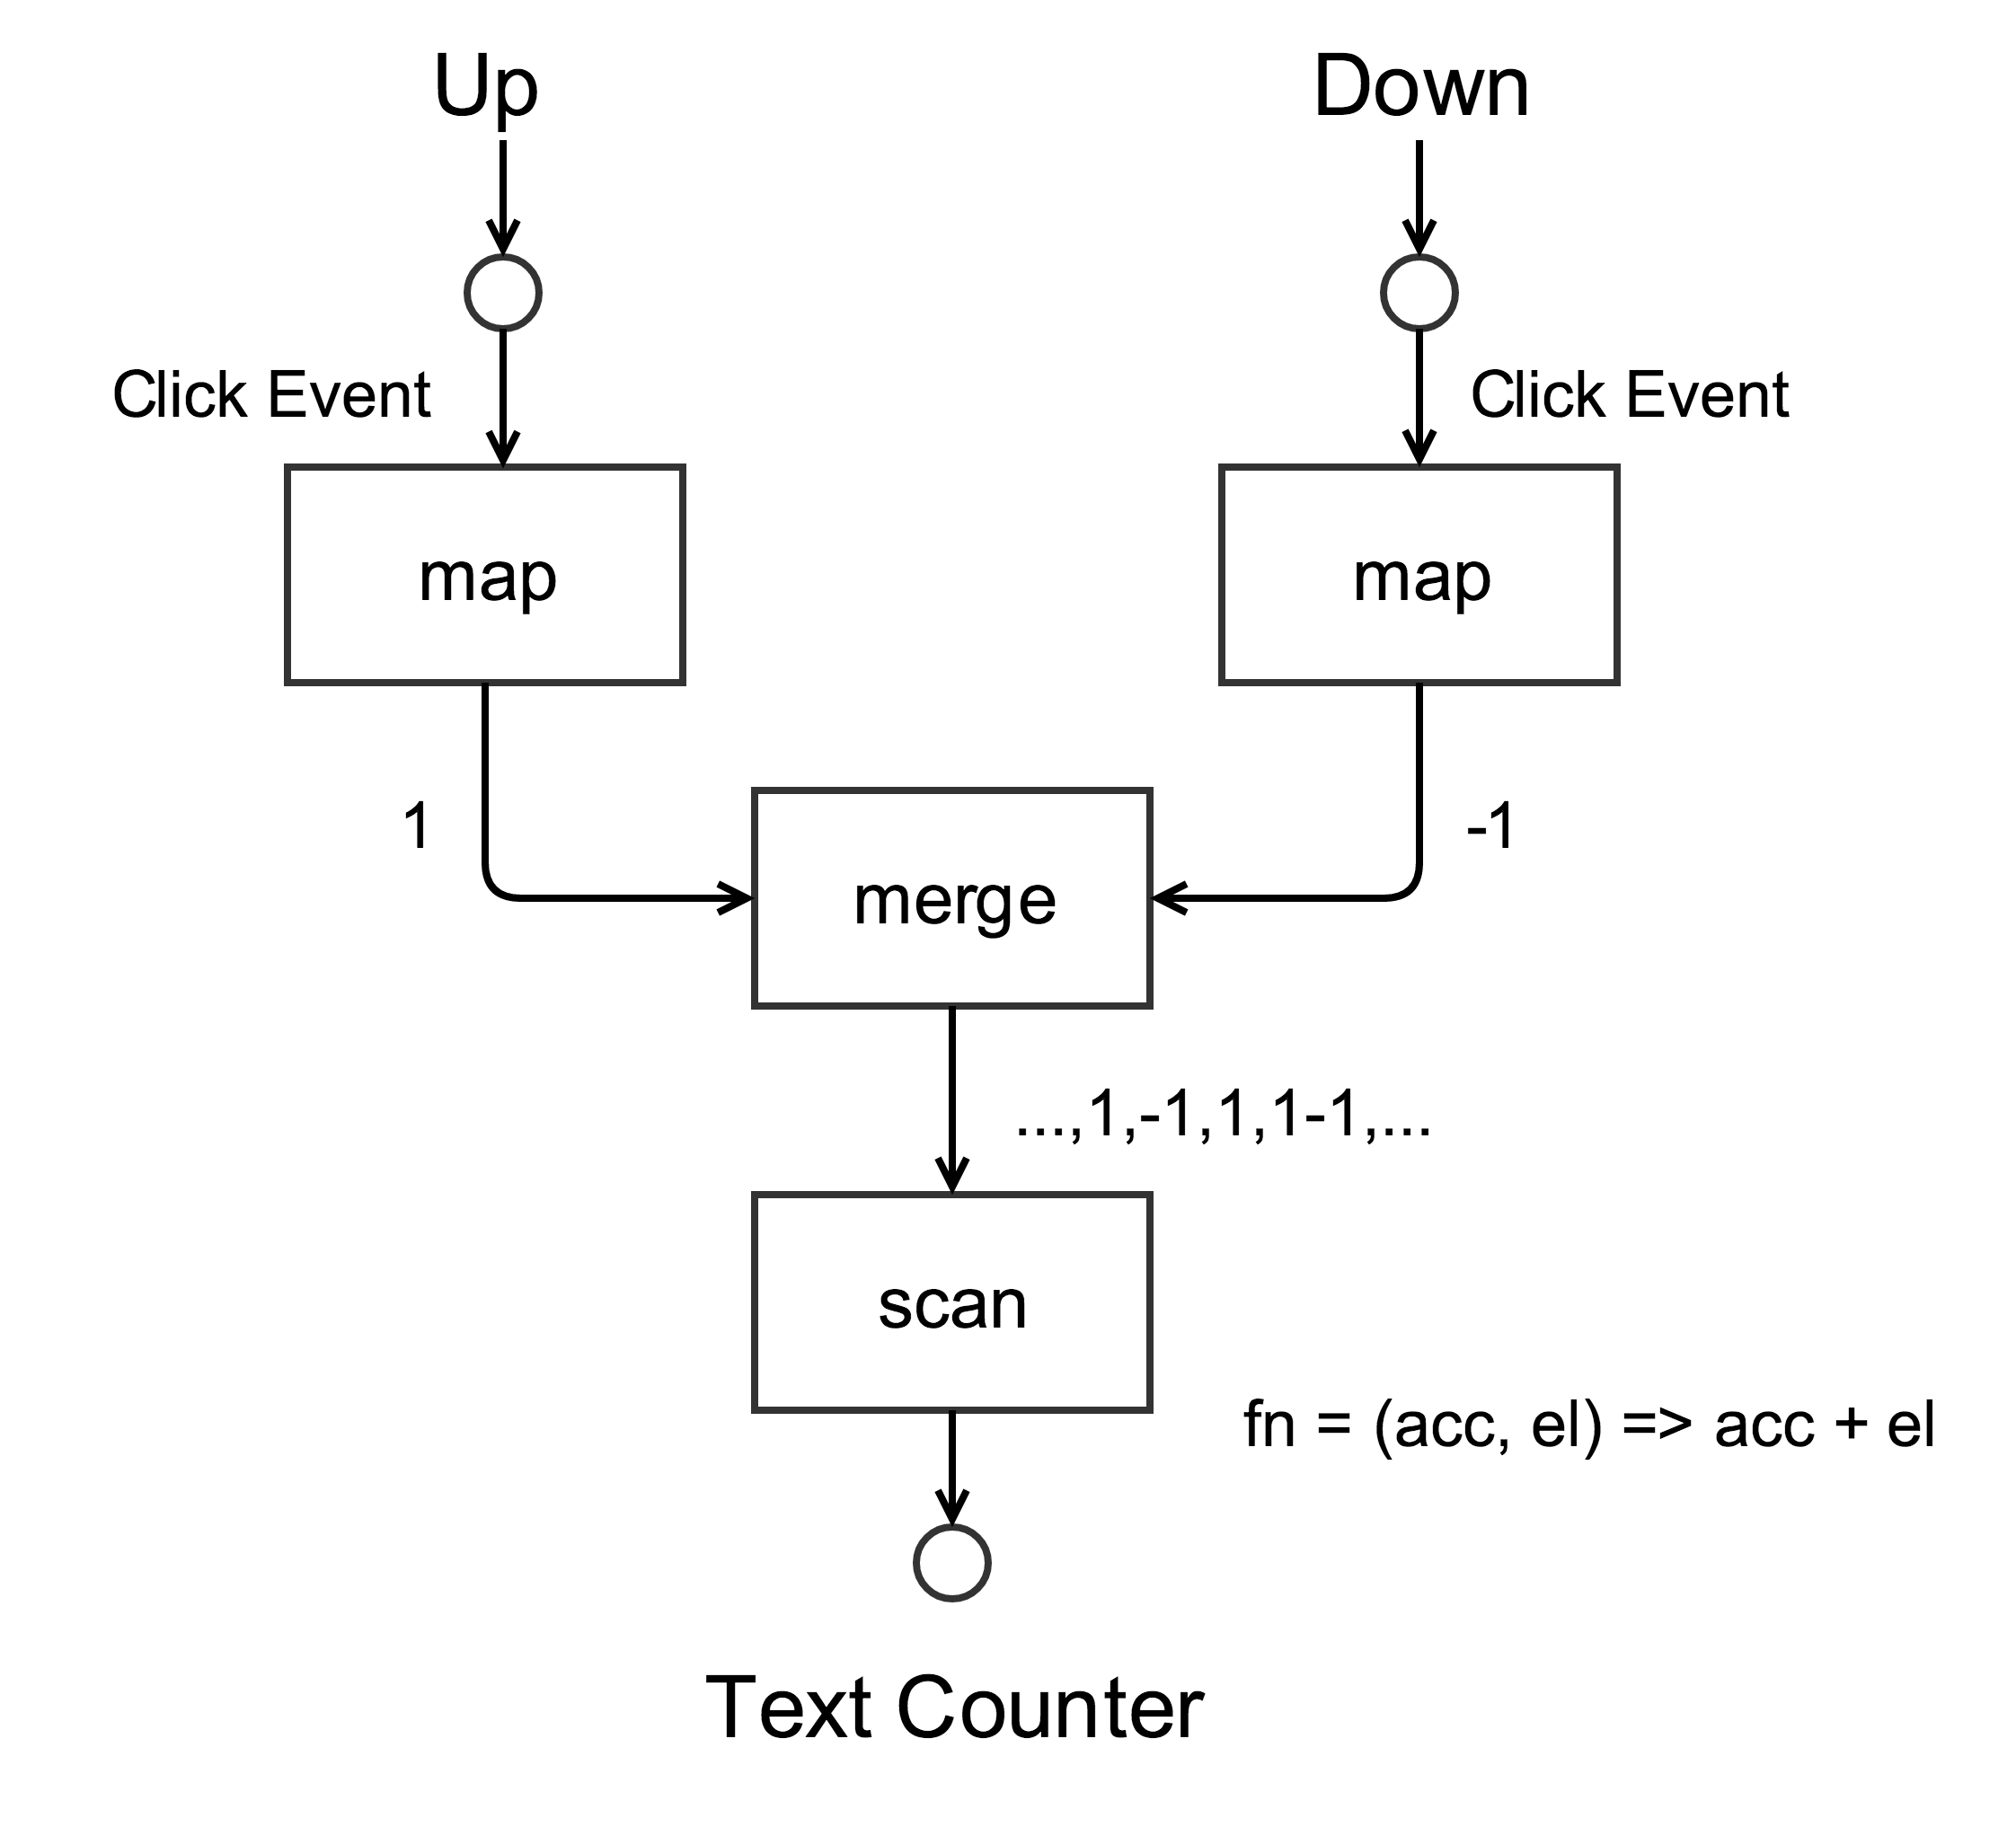 Up
Down
Click Event
Click Event
map
map
1
-1
merge
...,1,-1,1,1-1,...
scan
fn = (acc, el) => acc + el
Text Counter